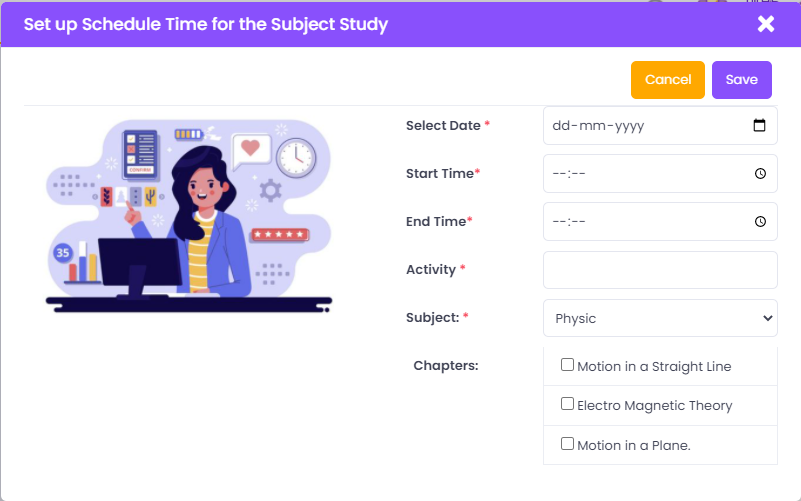 Set up Schedule Time for the Subject Study
Cancel Save
CONFIRM
35
Select Date * dd-mm-yyyy
Start Time* --:--
End Time* --:--
Activity *
Subject: * Physic
Chapters:
Motion in a Straight Line
Electro Magnetic Theory
Motion in a Plane.